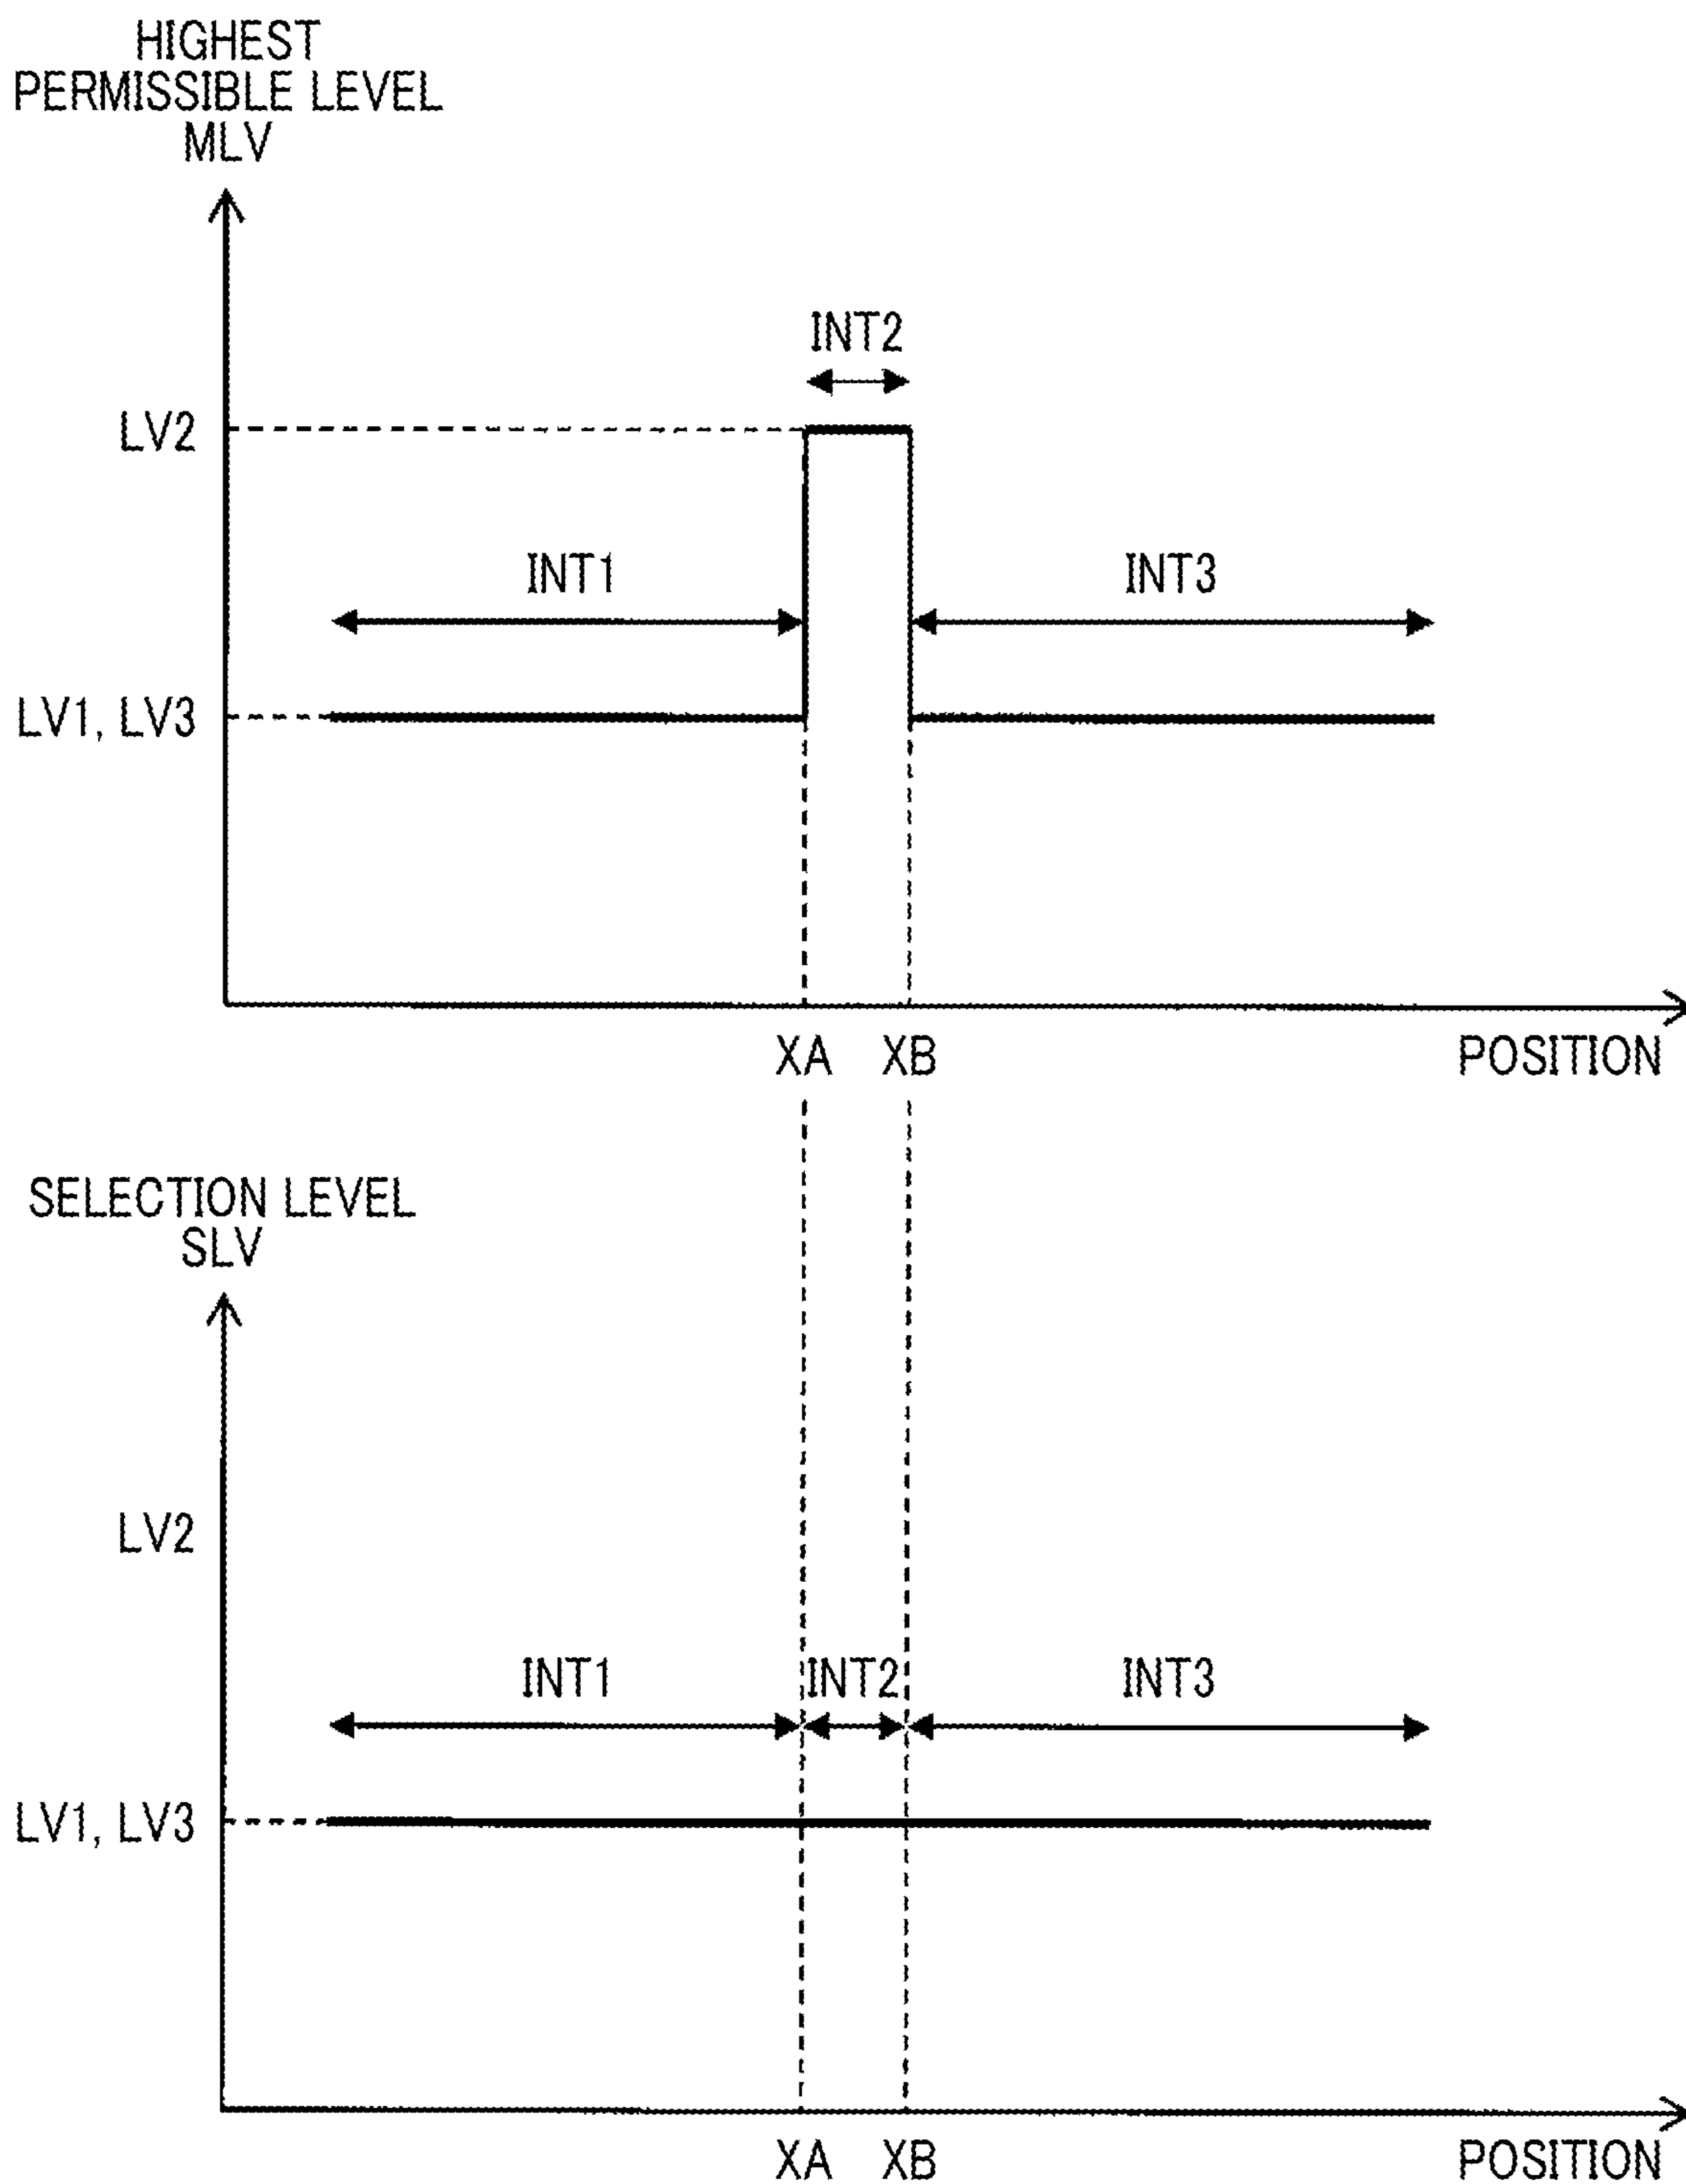 HIGHEST
PERMISSIBLE LEVEL
MLV
INT2
LV2
INT1
INT3
LV1, LV3
XA
XB
POSITION
SELECTION LEVEL
SLV
LV2
INT1
INT2
INT3
LV1, LV3
XA
XB
POSITION